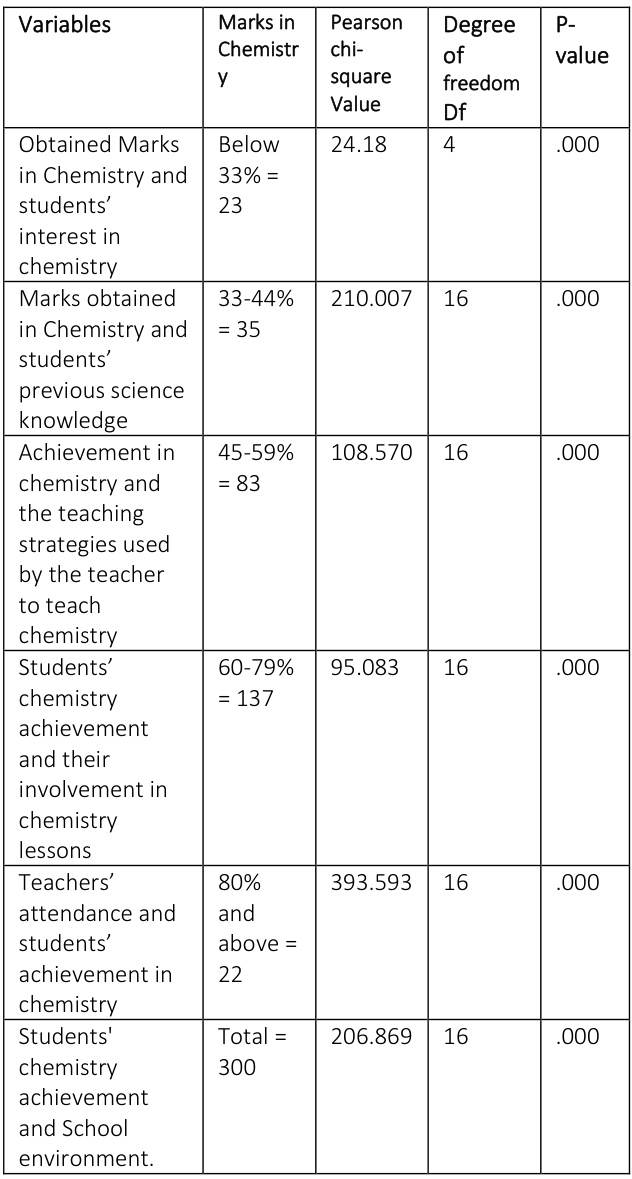 Variables
Marks in
Chemistr
y
Pearson
chi-
square
Value
Degree
of
freedom
Df
P-
value
Obtained Marks
in Chemistry and
students’
interest in
chemistry
Below
33% =
23
24.18
4
.000
Marks obtained
in Chemistry and
students’
previous science
knowledge
33-44%
= 35
210.007
16
.000
Achievement in
chemistry and
the teaching
strategies used
by the teacher
to teach
chemistry
45-59%
= 83
108.570
16
.000
Students’
chemistry
achievement
and their
involvement in
chemistry
lessons
60-79%
= 137
95.083
16
.000
Teachers’
attendance and
students’
achievement in
chemistry
80%
and
above =
22
393.593
16
.000
Students'
chemistry
achievement
and School
environment.
Total =
300
206.869
16
.000